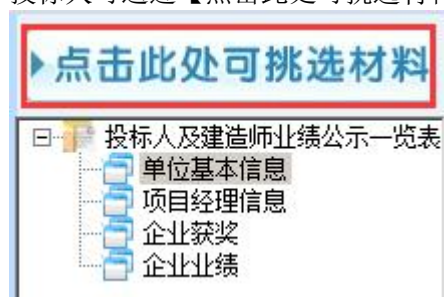 点击此处可挑选材料
投标人及建造师业绩公示一览表
单位基本信息
项目经理信息
企业获奖
企业业绩